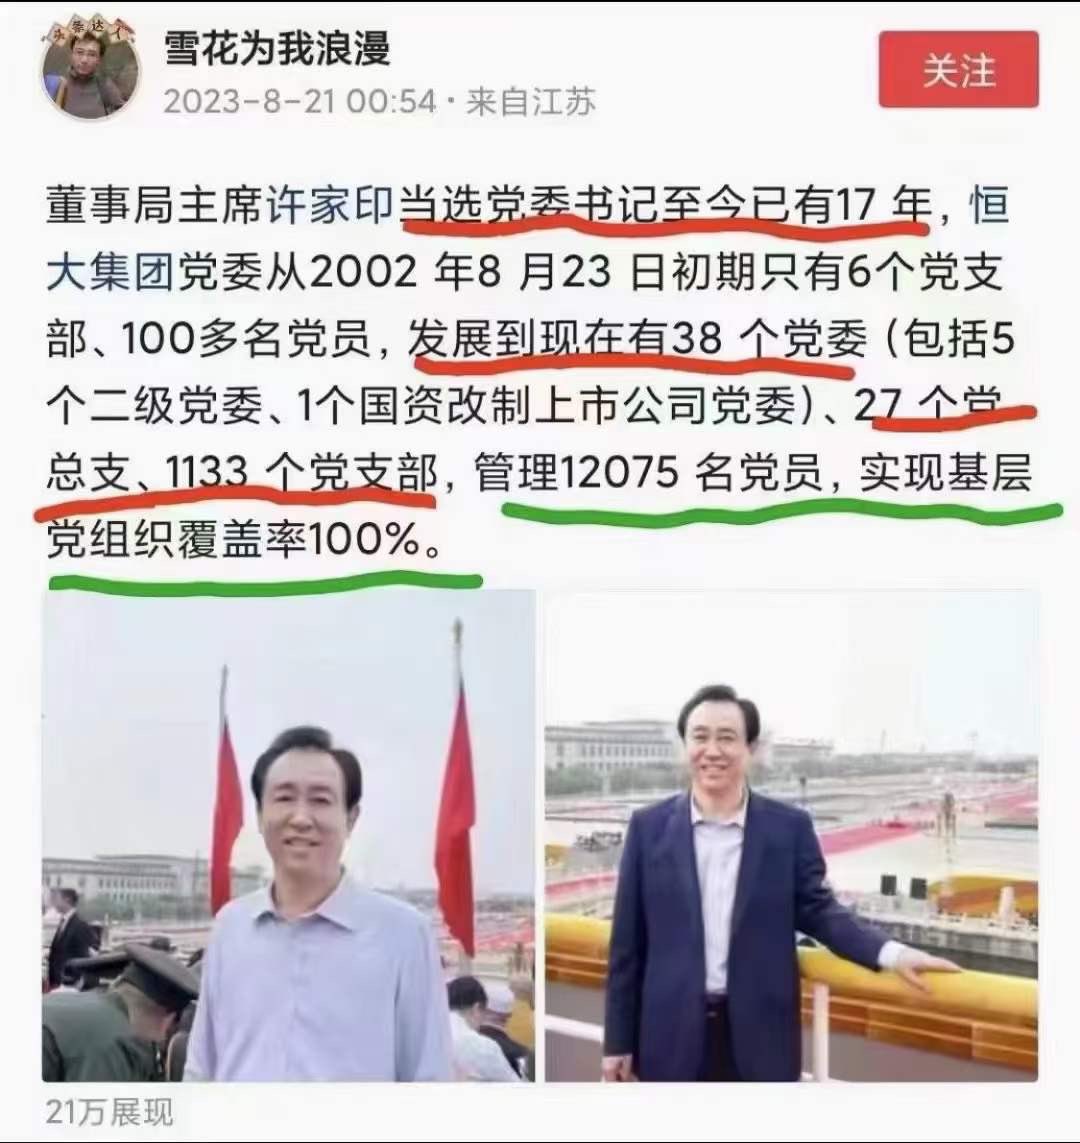 头条达人
雪花为我浪漫
2023-8-21 00:54 · 来自江苏
关注
董事局主席许家印当选党委书记至今已有17 年，恒
大集团党委从2002 年8 月23 日初期只有6个党支
部、100多名党员，发展到现在有38 个党委（包括5
个二级党委、1个国资改制上市公司党委）、27 个党
总支、1133 个党支部，管理12075 名党员，实现基层
党组织覆盖率100%。
21万展现